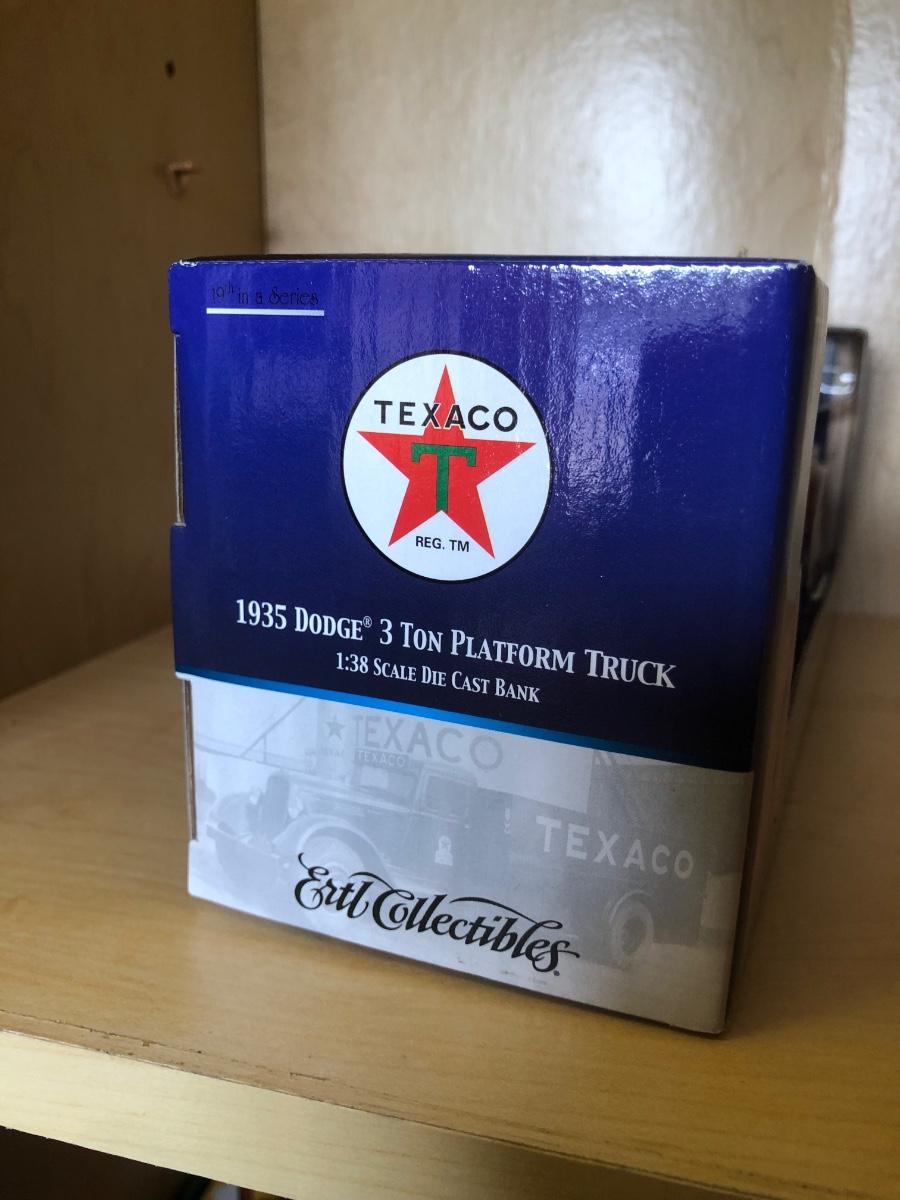 19th in a Series
TEXACO
T
REG. TM
1935 DODGE® 3 TON PLATFORM TRUCK
1:38 SCALE DIE CAST BANK
TEXACO
TEXACO
TEXACO
Ertl Collectibles.